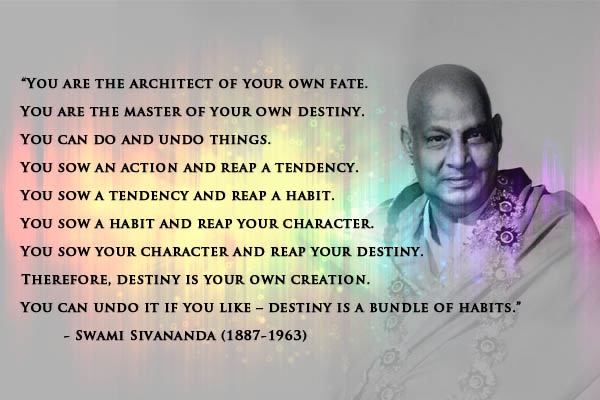 “You are the architect of your own fate.
You are the master of your own destiny.
You can do and undo things.
You sow an action and reap a tendency.
You sow a tendency and reap a habit.
You sow a habit and reap your character.
You sow your character and reap your destiny.
Therefore, destiny is your own creation.
You can undo it if you like – destiny is a bundle of habits.”
~ Swami Sivananda (1887-1963)